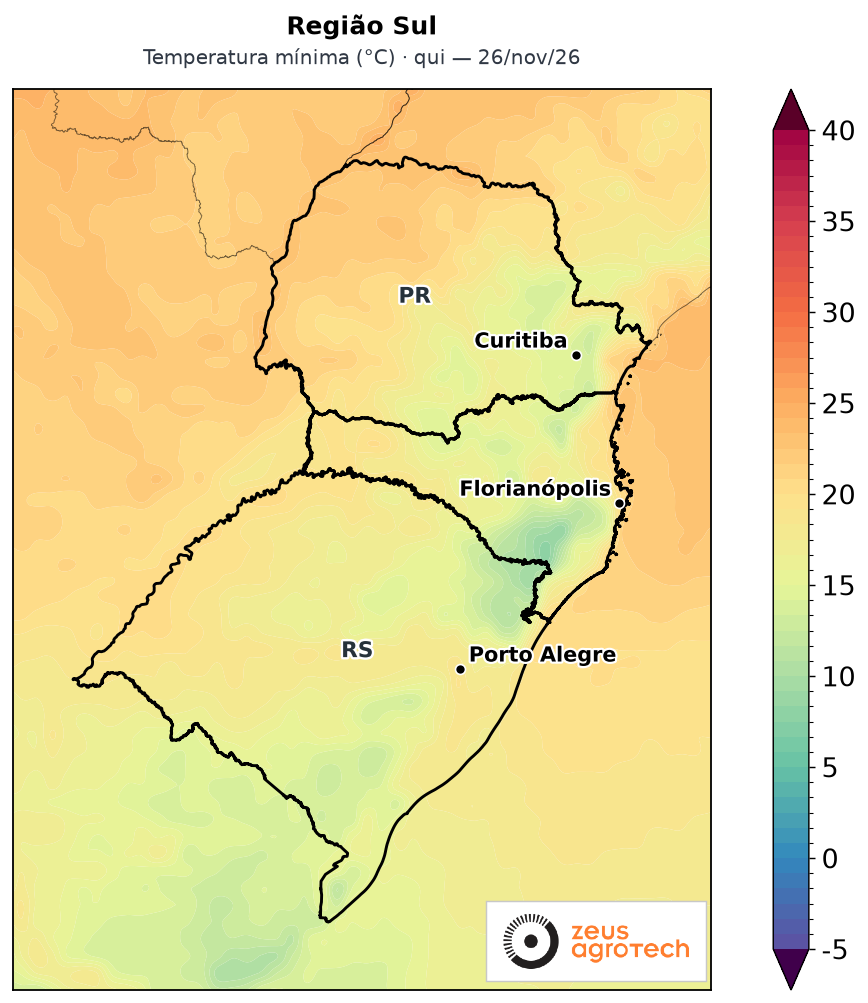 Região Sul
Temperatura mínima (°C) · qui — 26/nov/26
PR
Curitiba
Florianópolis
RS
Porto Alegre
40
35
30
25
20
15
10
5
0
-5
zeus
agrotech